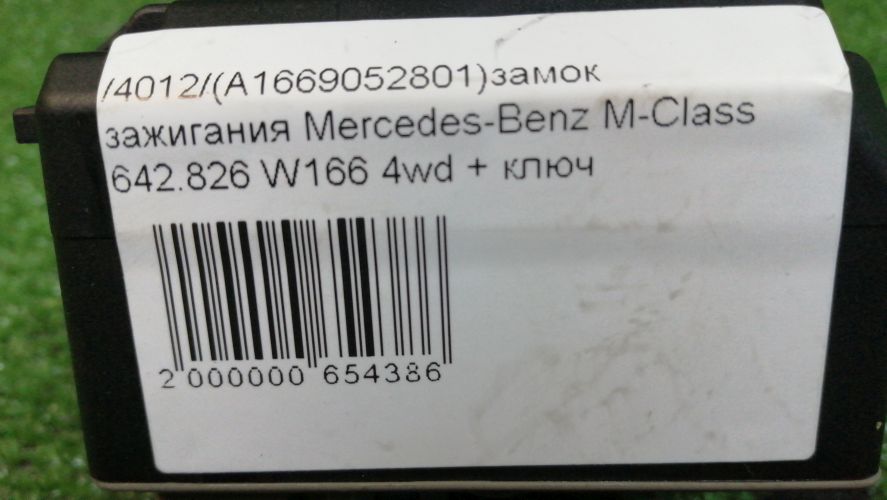 /4012/(A1669052801)замок
зажигания Mercedes-Benz M-Class
642.826 W166 4wd + ключ
2 000000 654386